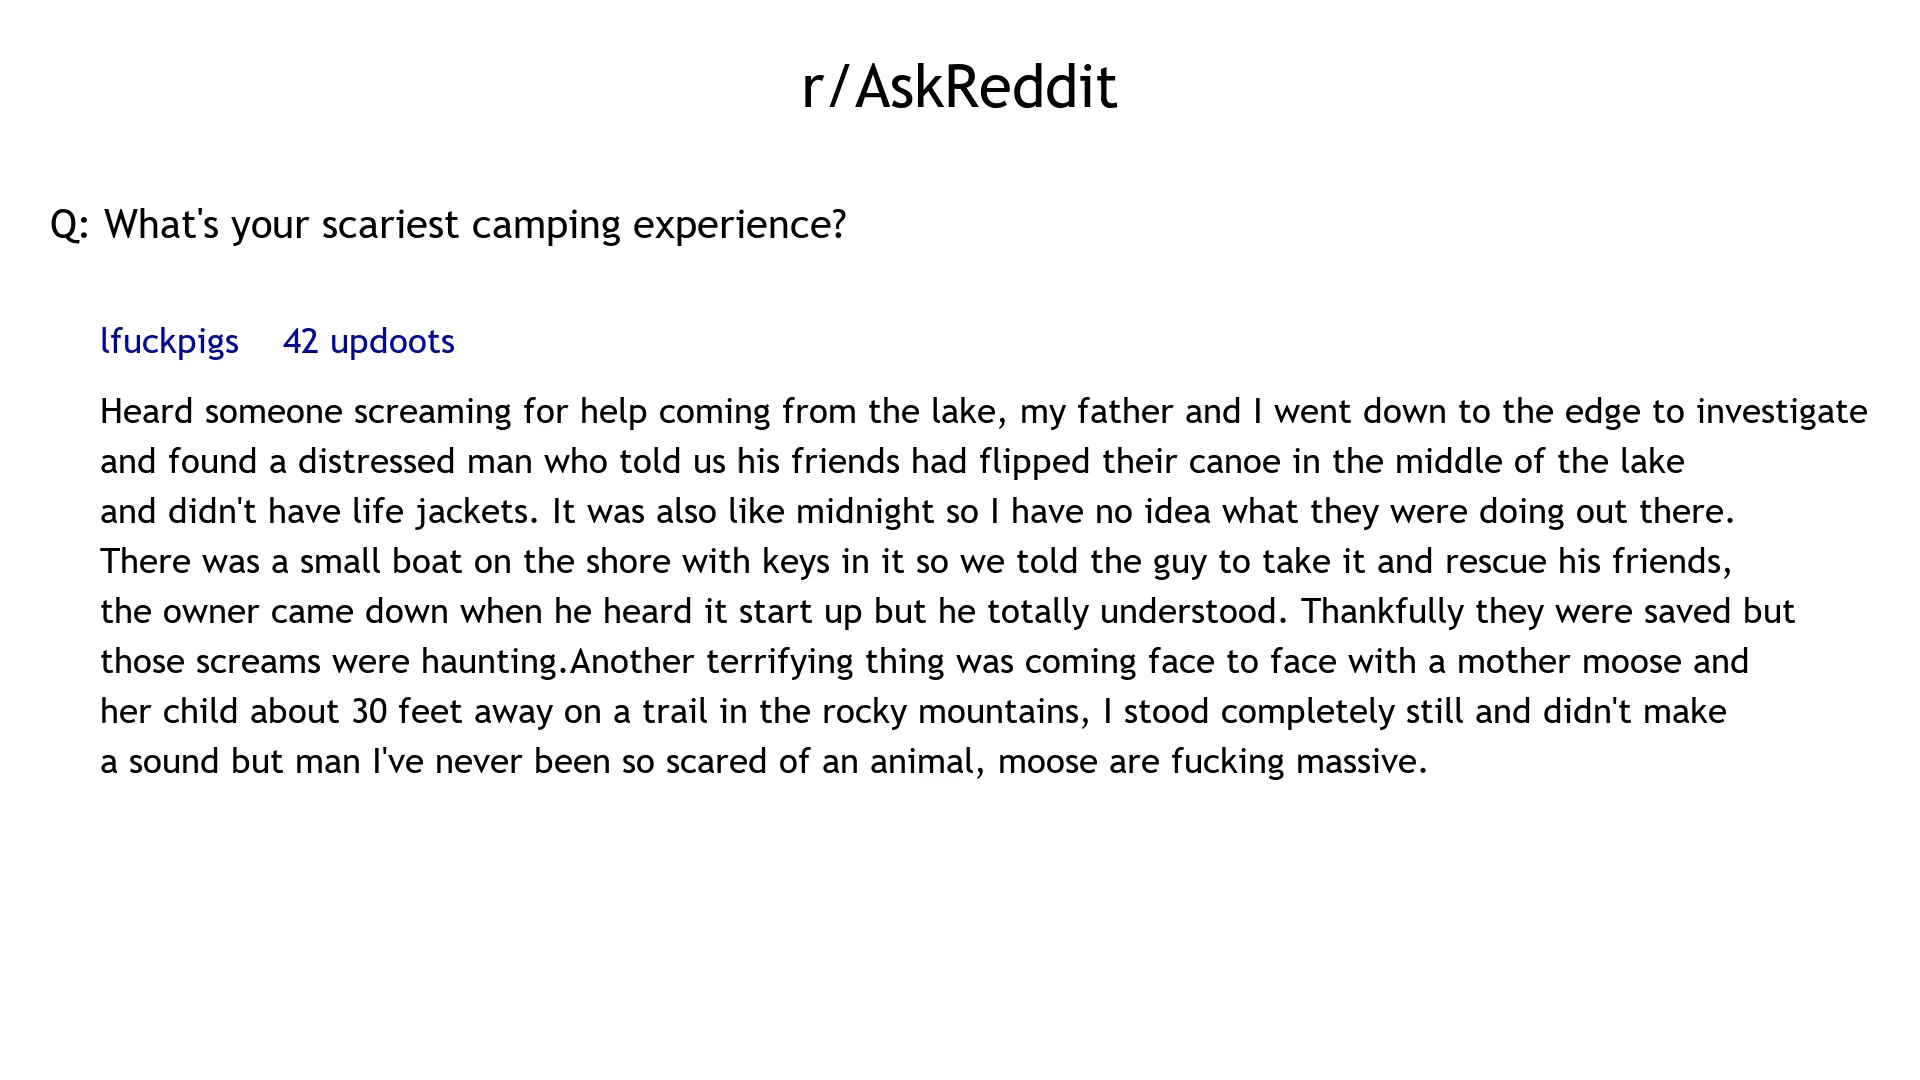 r/AskReddit
Q: What's your scariest camping experience?
lfuckpigs 42 updoots
Heard someone screaming for help coming from the lake, my father and I went down to the edge to investigate
and found a distressed man who told us his friends had flipped their canoe in the middle of the lake
and didn't have life jackets. It was also like midnight so I have no idea what they were doing out there.
There was a small boat on the shore with keys in it so we told the guy to take it and rescue his friends,
the owner came down when he heard it start up but he totally understood. Thankfully they were saved but
those screams were haunting.Another terrifying thing was coming face to face with a mother moose and
her child about 30 feet away on a trail in the rocky mountains, I stood completely still and didn't make
a sound but man I've never been so scared of an animal, moose are fucking massive.